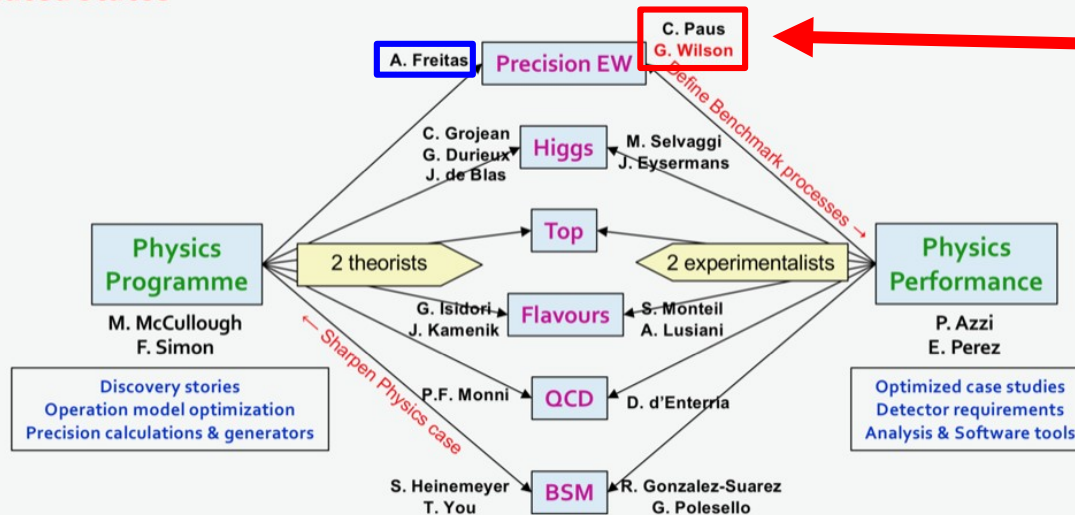 C. Paus
G. Wilson
A. Freitas
Precision EW
Define Benchmark processes →
C. Grojean
G. Durieux
J. de Blas
Higgs
M. Selvaggi
J. Eysermans
Top
Physics
Programme
2 theorists
2 experimentalists
Physics
Performance
G. Isidori
J. Kamenik
Flavours
S. Monteil
A. Lusiani
M. McCullough
F. Simon
← Sharpen Physics case
P. Azzi
E. Perez
Discovery stories
Operation model optimization
Precision calculations & generators
P.F. Monni
QCD
D. d'Enterria
Optimized case studies
Detector requirements
Analysis & Software tools
S. Heinemeyer
T. You
BSM
R. Gonzalez-Suarez
G. Polesello